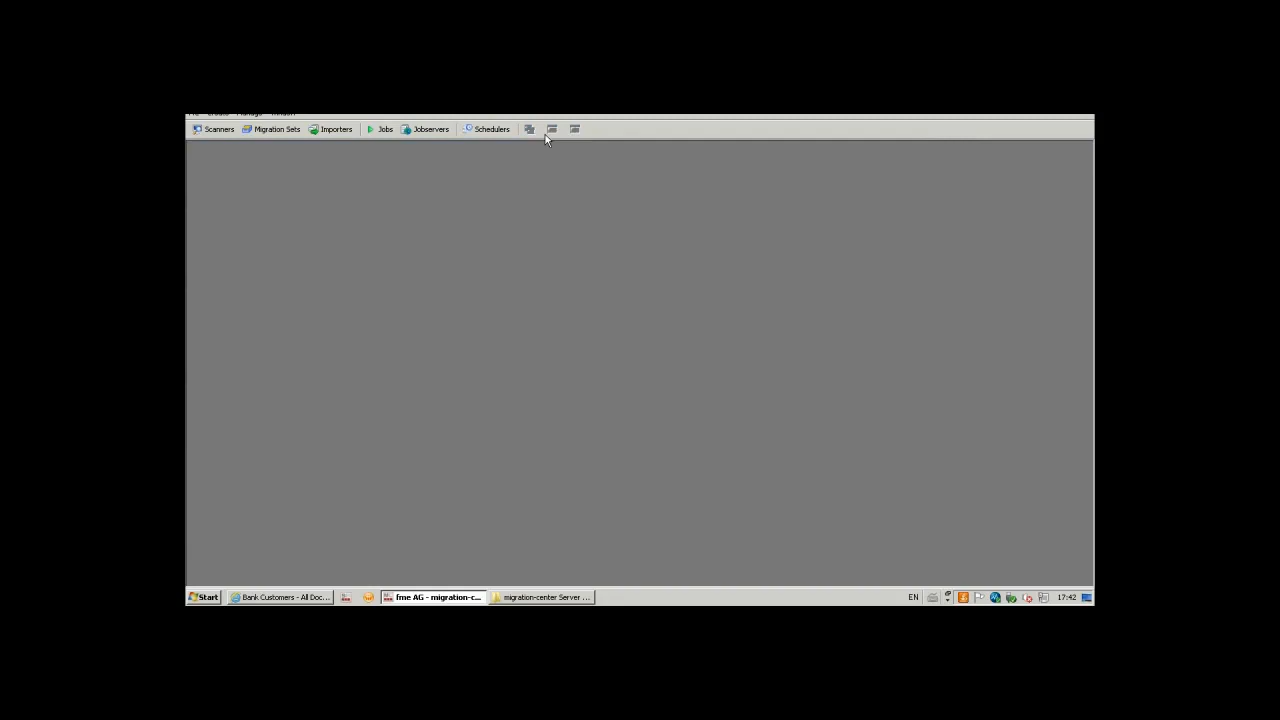 Scanners Migration Sets Importers Jobs Jobservers Schedulers
Start Bank Customers - All Doc... fme AG - migration-c... migration-center Server ... EN 17:42